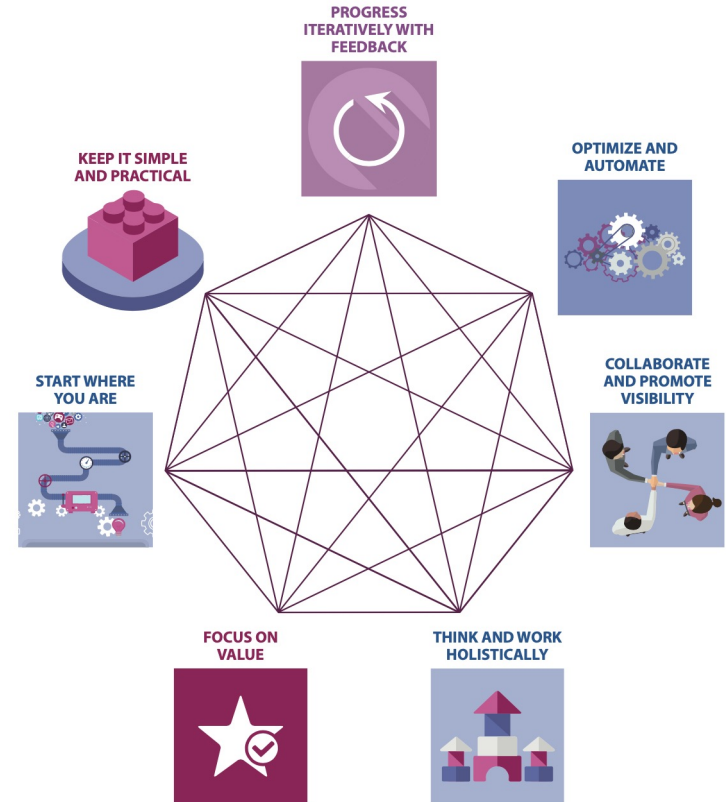 PROGRESS
ITERATIVELY WITH
FEEDBACK
KEEP IT SIMPLE
AND PRACTICAL
OPTIMIZE AND
AUTOMATE
START WHERE
YOU ARE
COLLABORATE
AND PROMOTE
VISIBILITY
FOCUS ON
VALUE
THINK AND WORK
HOLISTICALLY